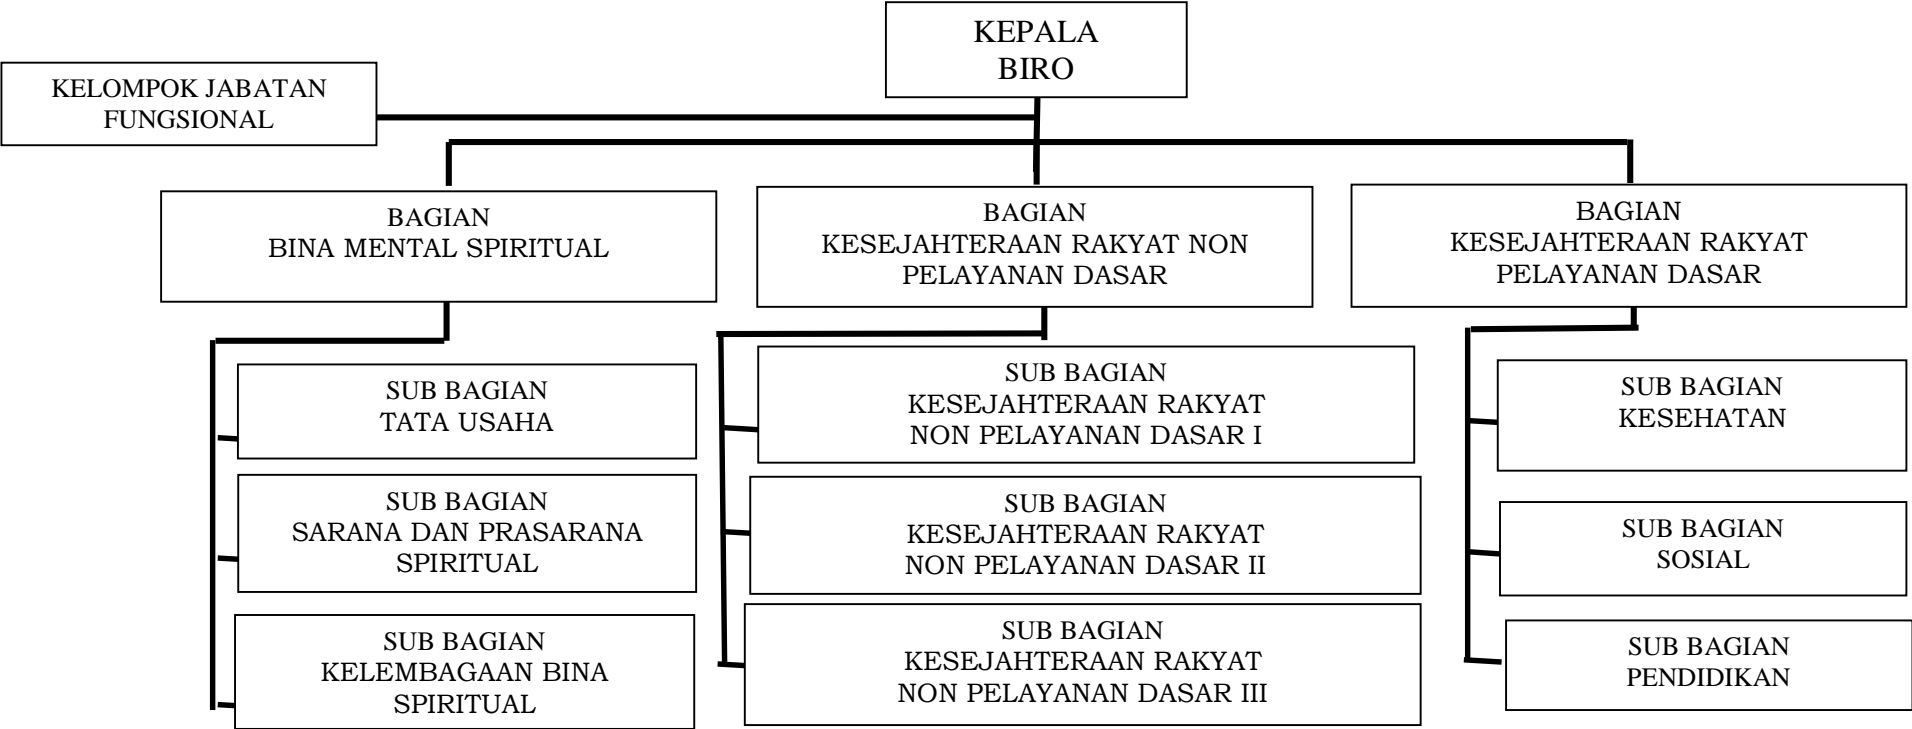 KEPALA
BIRO
KELOMPOK JABATAN
FUNGSIONAL
BAGIAN
BINA MENTAL SPIRITUAL
BAGIAN
KESEJAHTERAAN RAKYAT NON
PELAYANAN DASAR
BAGIAN
KESEJAHTERAAN RAKYAT
PELAYANAN DASAR
SUB BAGIAN
TATA USAHA
SUB BAGIAN
SARANA DAN PRASARANA
SPIRITUAL
SUB BAGIAN
KELEMBAGAAN BINA
SPIRITUAL
SUB BAGIAN
KESEJAHTERAAN RAKYAT
NON PELAYANAN DASAR I
SUB BAGIAN
KESEJAHTERAAN RAKYAT
NON PELAYANAN DASAR II
SUB BAGIAN
KESEJAHTERAAN RAKYAT
NON PELAYANAN DASAR III
SUB BAGIAN
KESEHATAN
SUB BAGIAN
SOSIAL
SUB BAGIAN
PENDIDIKAN